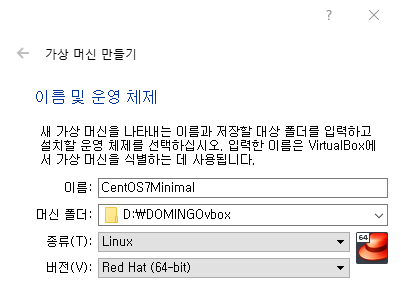 ?
가상 머신 만들기
이름 및 운영 체제
새 가상 머신을 나타내는 이름과 저장할 대상 폴더를 입력하고
설치할 운영 체제를 선택하십시오. 입력한 이름은 VirtualBox에
서 가상 머신을 식별하는 데 사용됩니다.
이름: CentOS7Minimal
머신 폴더: D:₩DOMINGOvbox
종류(T): Linux
64
버전(V): Red Hat (64-bit)